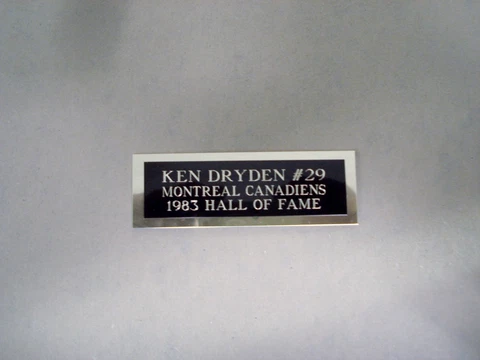 KEN DRYDEN #29
MONTREAL CANADIENS
1983 HALL OF FAME